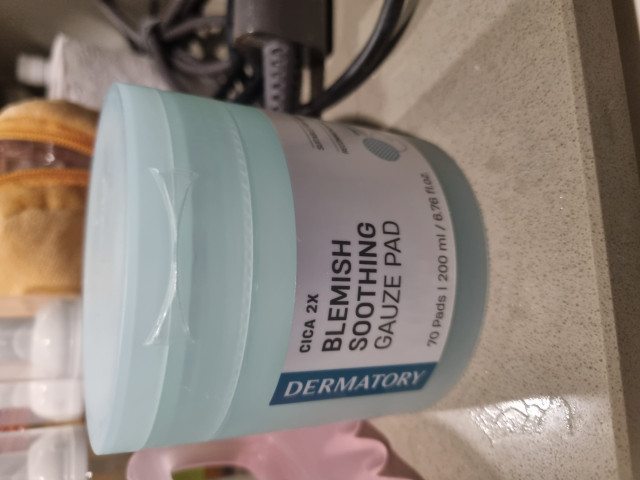 DERMATORY
CICA 2X
BLEMISH
SOOTHING
GAUZE PAD
70 Pads | 200 ml / 6.76 fl.oz